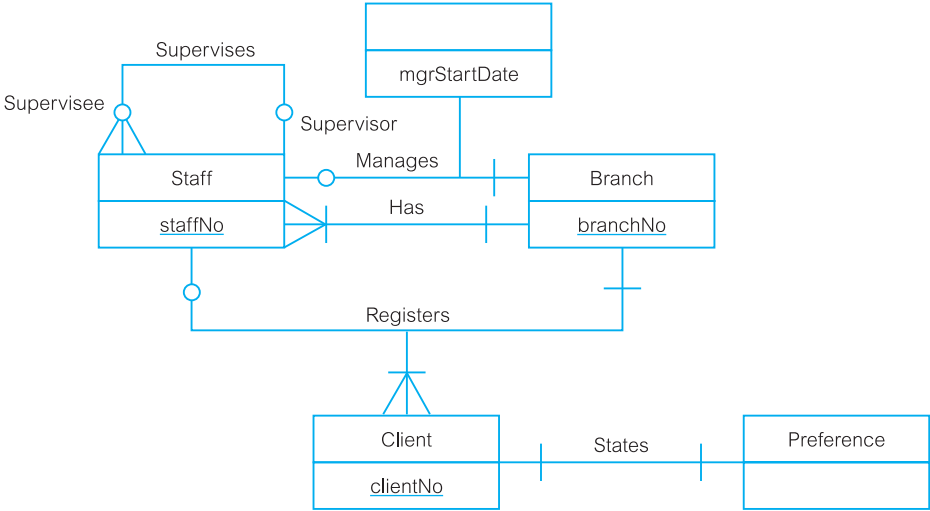 Supervises
mgrStartDate
Supervisee
Supervisor
Manages
Staff
Branch
Has
staffNo
branchNo
Registers
Client
States
Preference
clientNo